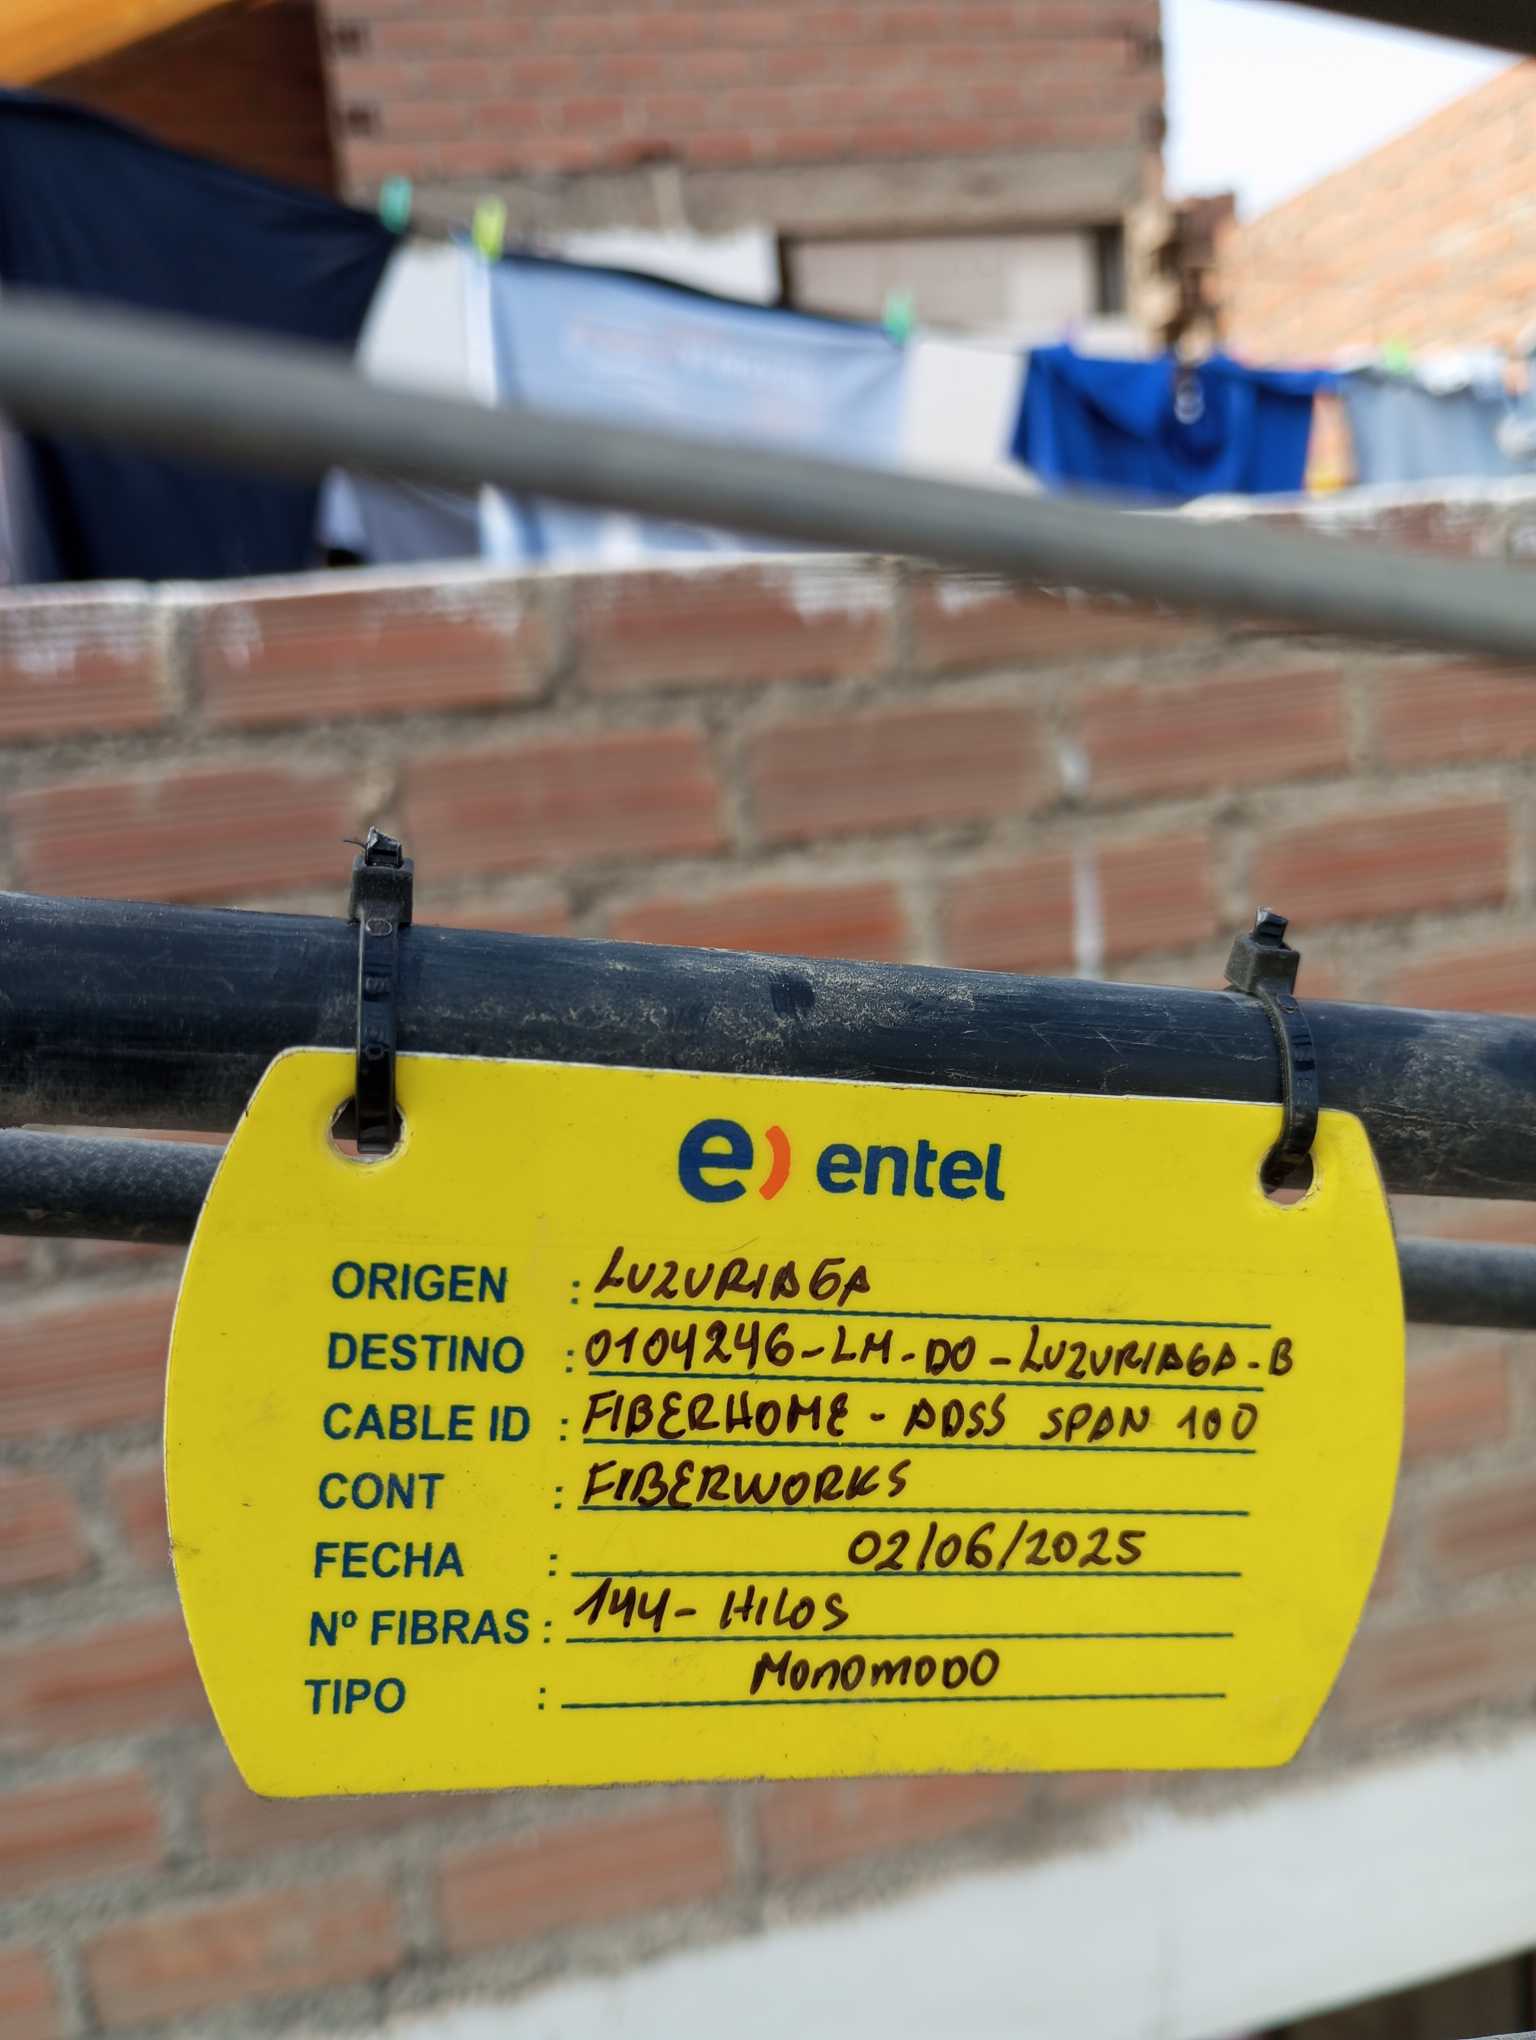 e) entel
ORIGEN : LUZURIAGA
DESTINO : 0104246-LM-DO-LUZURIAGA-B
CABLE ID : FIBERHOME - ADSS SPAN 100
CONT : FIBERWORKS
FECHA : 02/06/2025
Nº FIBRAS : 144- HILOS
TIPO : MONOMODO